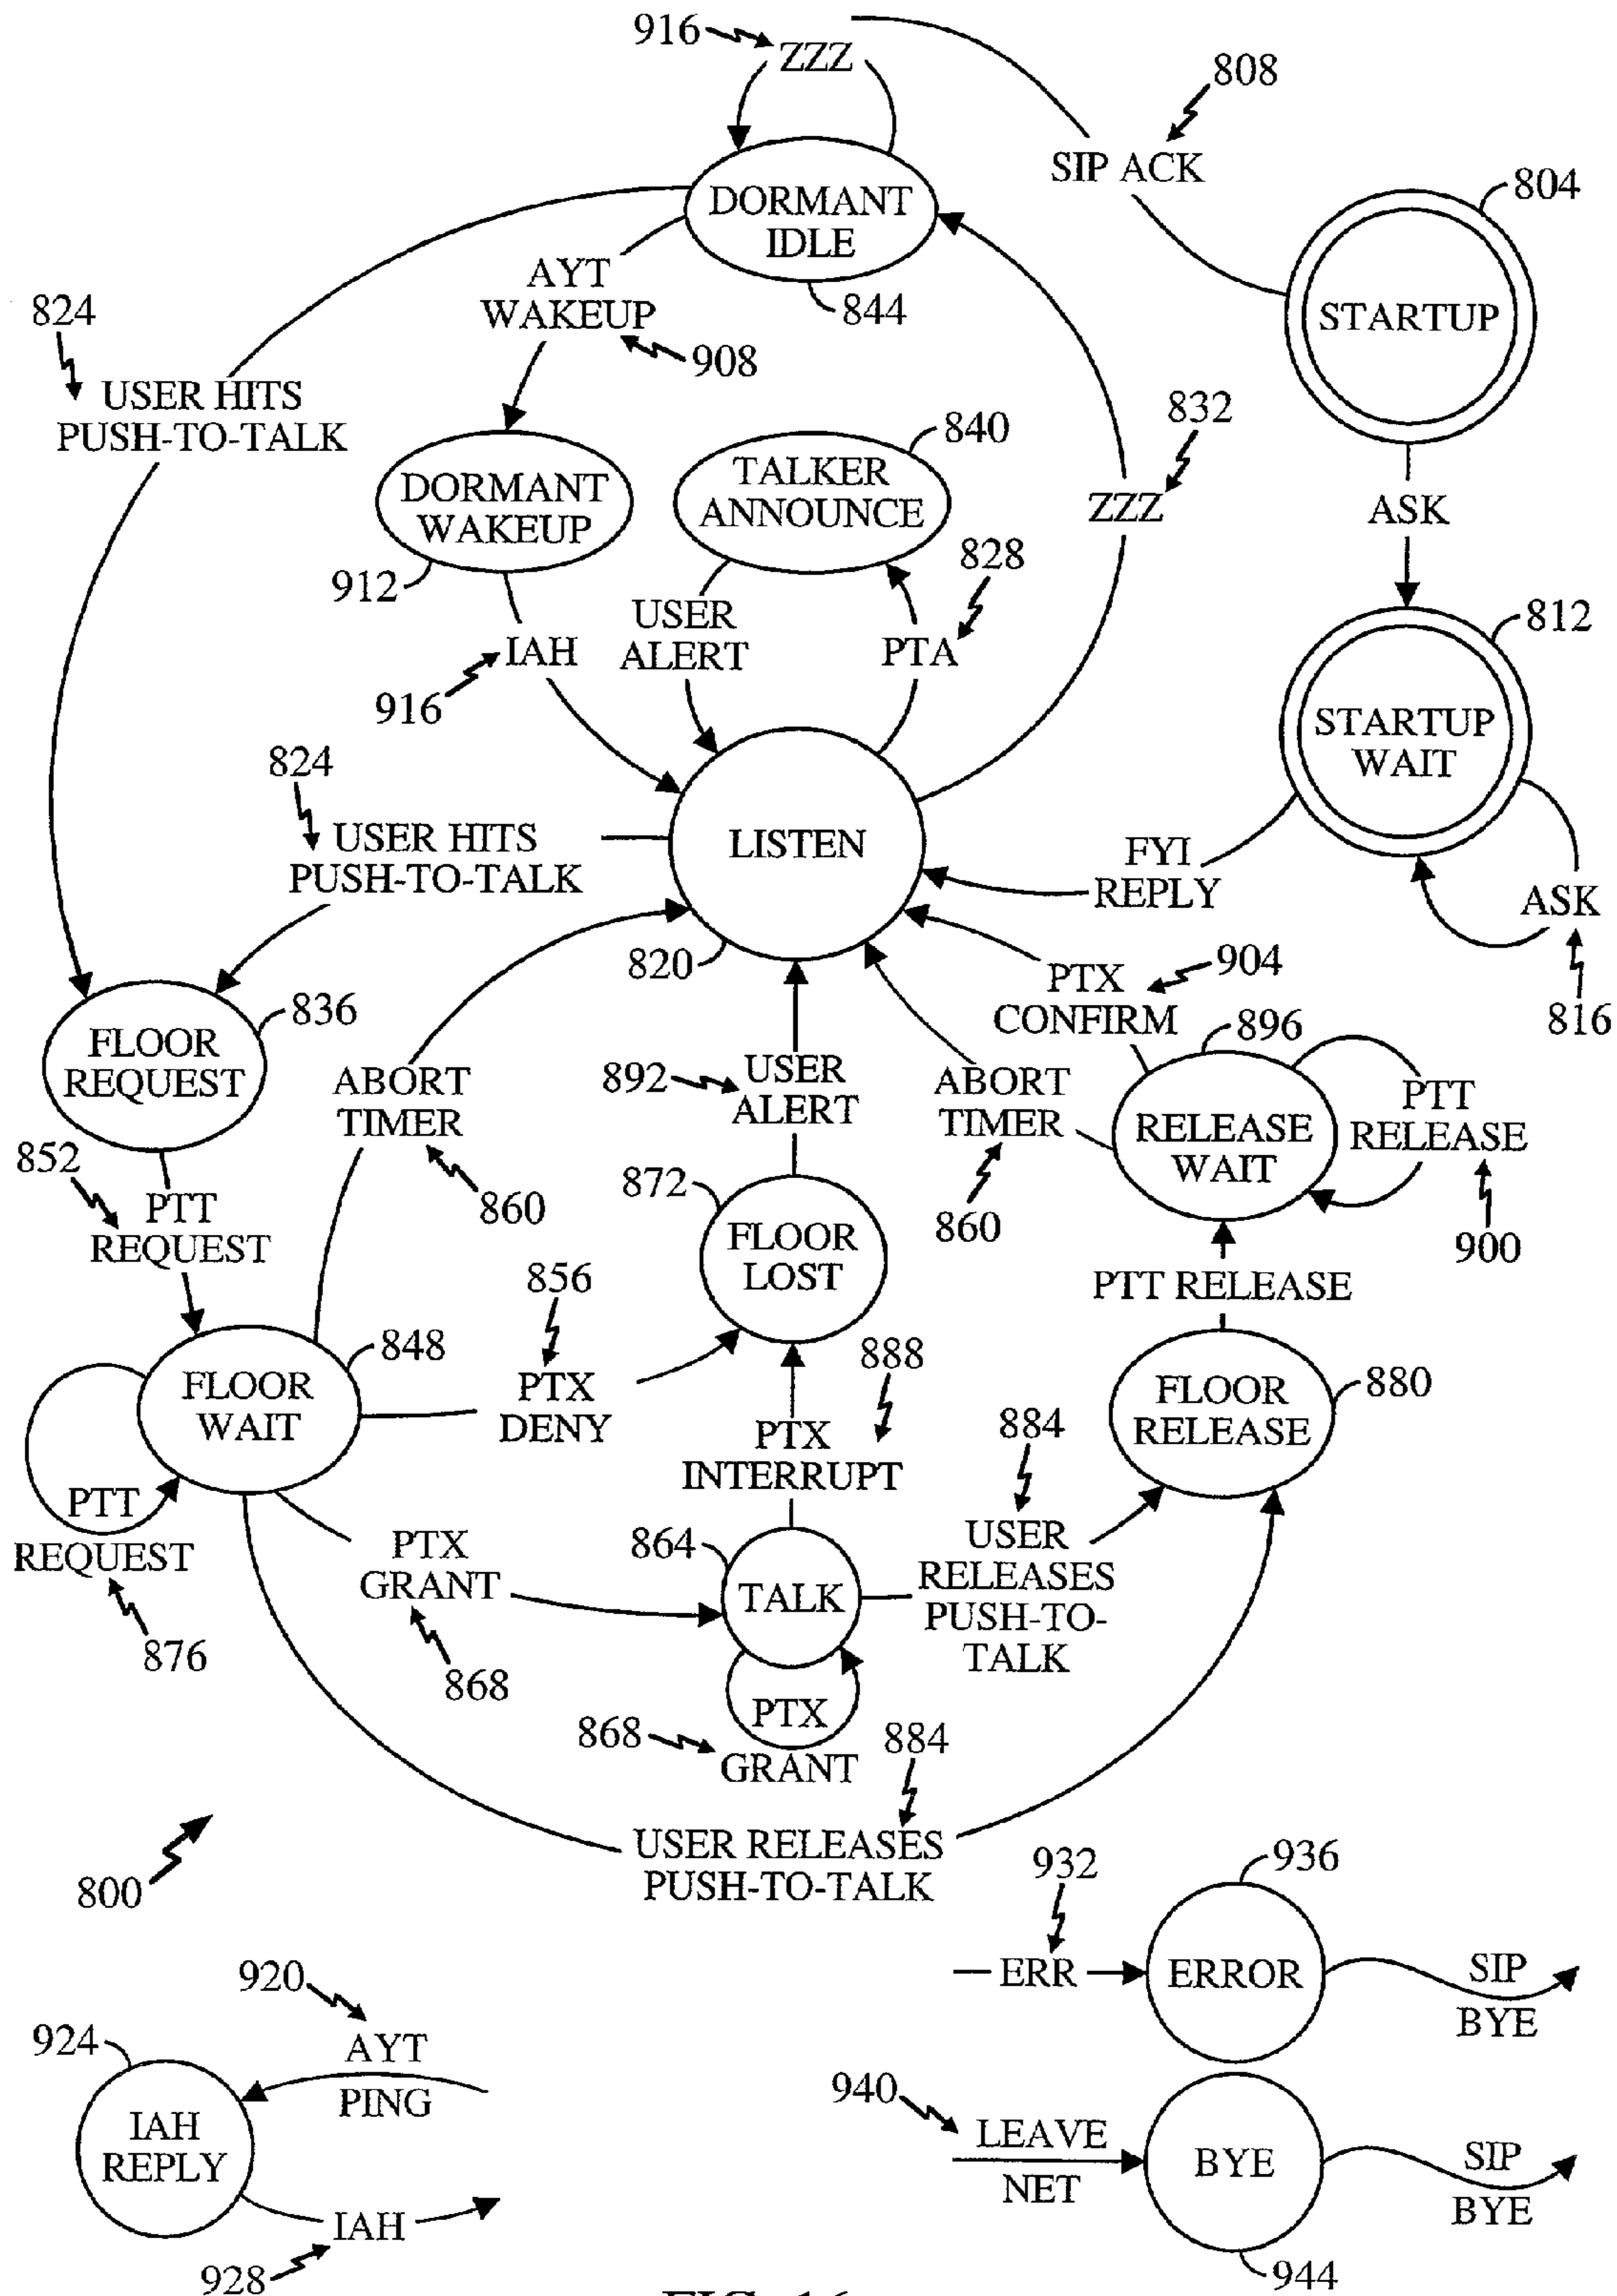 916
ZZZ
808
SIP ACK
804
STARTUP
DORMANT
IDLE
844
AYT
WAKEUP
908
824
USER HITS
PUSH-TO-TALK
832
ZZZ
840
TALKER
ANNOUNCE
DORMANT
WAKEUP
912
ASK
828
PTA
USER
ALERT
IAH
916
812
STARTUP
WAIT
824
USER HITS
PUSH-TO-TALK
LISTEN
820
FYI
REPLY
ASK
816
PTX
CONFIRM
904
896
836
FLOOR
REQUEST
ABORT
TIMER
860
892
USER
ALERT
ABORT
TIMER
860
RELEASE
WAIT
PTT
RELEASE
900
852
PTT
REQUEST
872
FLOOR
LOST
856
PTX
DENY
PTT RELEASE
848
FLOOR
WAIT
888
PTX
INTERRUPT
880
FLOOR
RELEASE
884
USER
RELEASES
PUSH-TO-
TALK
PTT
REQUEST
876
PTX
GRANT
868
864
TALK
PTX
GRANT
868
884
USER RELEASES
PUSH-TO-TALK
800
932
ERR
936
ERROR
SIP
BYE
920
AYT
PING
924
IAH
REPLY
IAH
928
940
LEAVE
NET
BYE
944
SIP
BYE